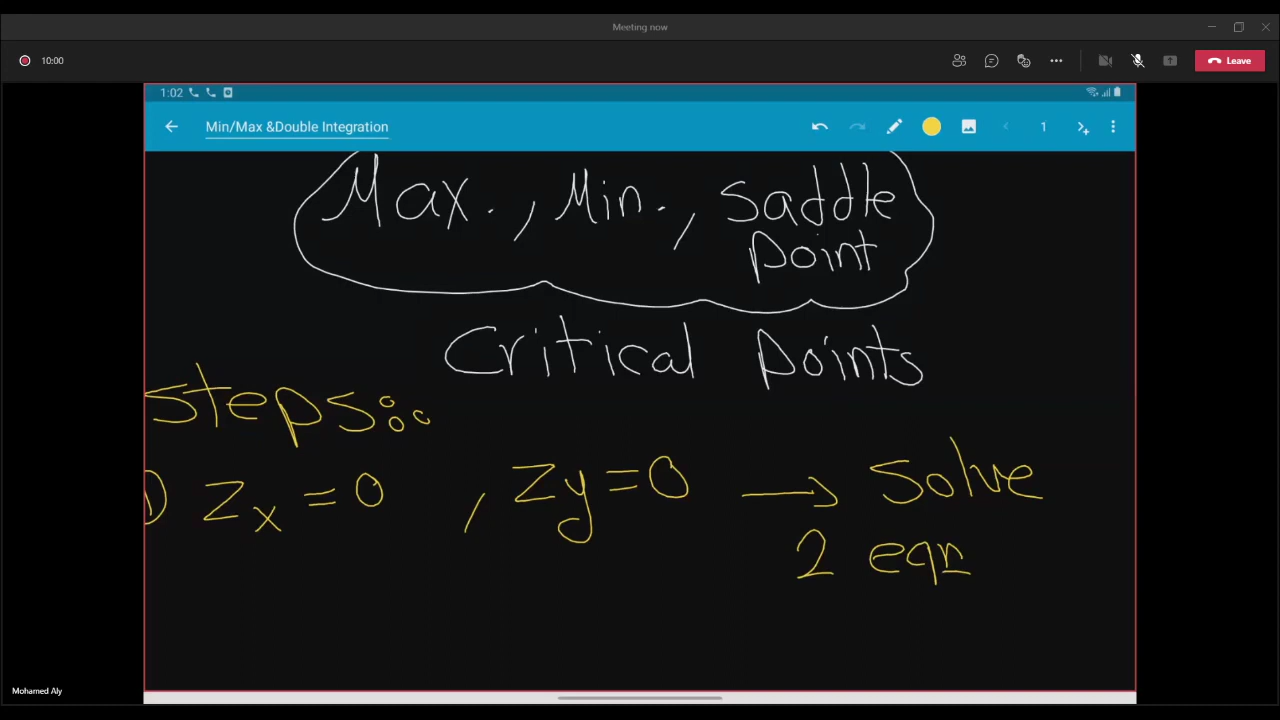 Meeting now
10:00
Leave
1:02
Min/Max &Double Integration
1
Max., Min., saddle
point
Critical Points
Steps:
1) Zx = 0 , Zy = 0 → Solve
2 eqn
Mohamed Aly